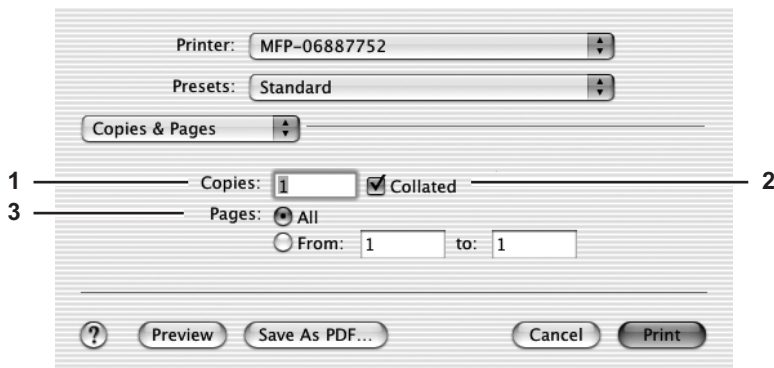 Printer: MFP-06887752
Presets: Standard
Copies & Pages
1 Copies: 1 Collated 2
3 Pages: All
From: 1 to: 1
? Preview Save As PDF... Cancel Print